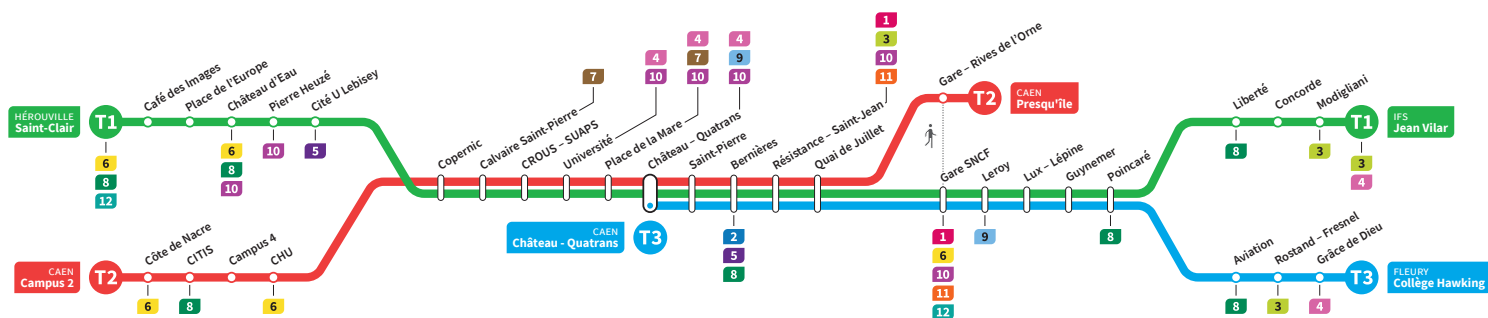 HÉROUVILLE
Saint-Clair
T1
6
8
12
Café des Images
Place de l'Europe
Château d'Eau
6
8
10
Pierre Heuzé
10
Cité U Lebisey
5
CAEN
Campus 2
T2
Côte de Nacre
6
CITIS
8
Campus 4
CHU
6
Copernic
Calvaire Saint-Pierre
7
CROUS – SUAPS
Université
4
10
Place de la Mare
4
7
10
Château – Quatrans
4
9
10
CAEN
Château - Quatrans
T3
Saint-Pierre
Bernières
2
5
8
Résistance – Saint-Jean
1
3
10
11
Quai de Juillet
Gare – Rives de l'Orne
T2
CAEN
Presqu'île
Gare SNCF
1
6
10
11
12
Leroy
9
Lux – Lépine
Guynemer
Poincaré
8
Liberté
8
Concorde
Modigliani
3
T1
IFS
Jean Vilar
3
4
Aviation
8
Rostand – Fresnel
3
Grâce de Dieu
4
T3
FLEURY
Collège Hawking